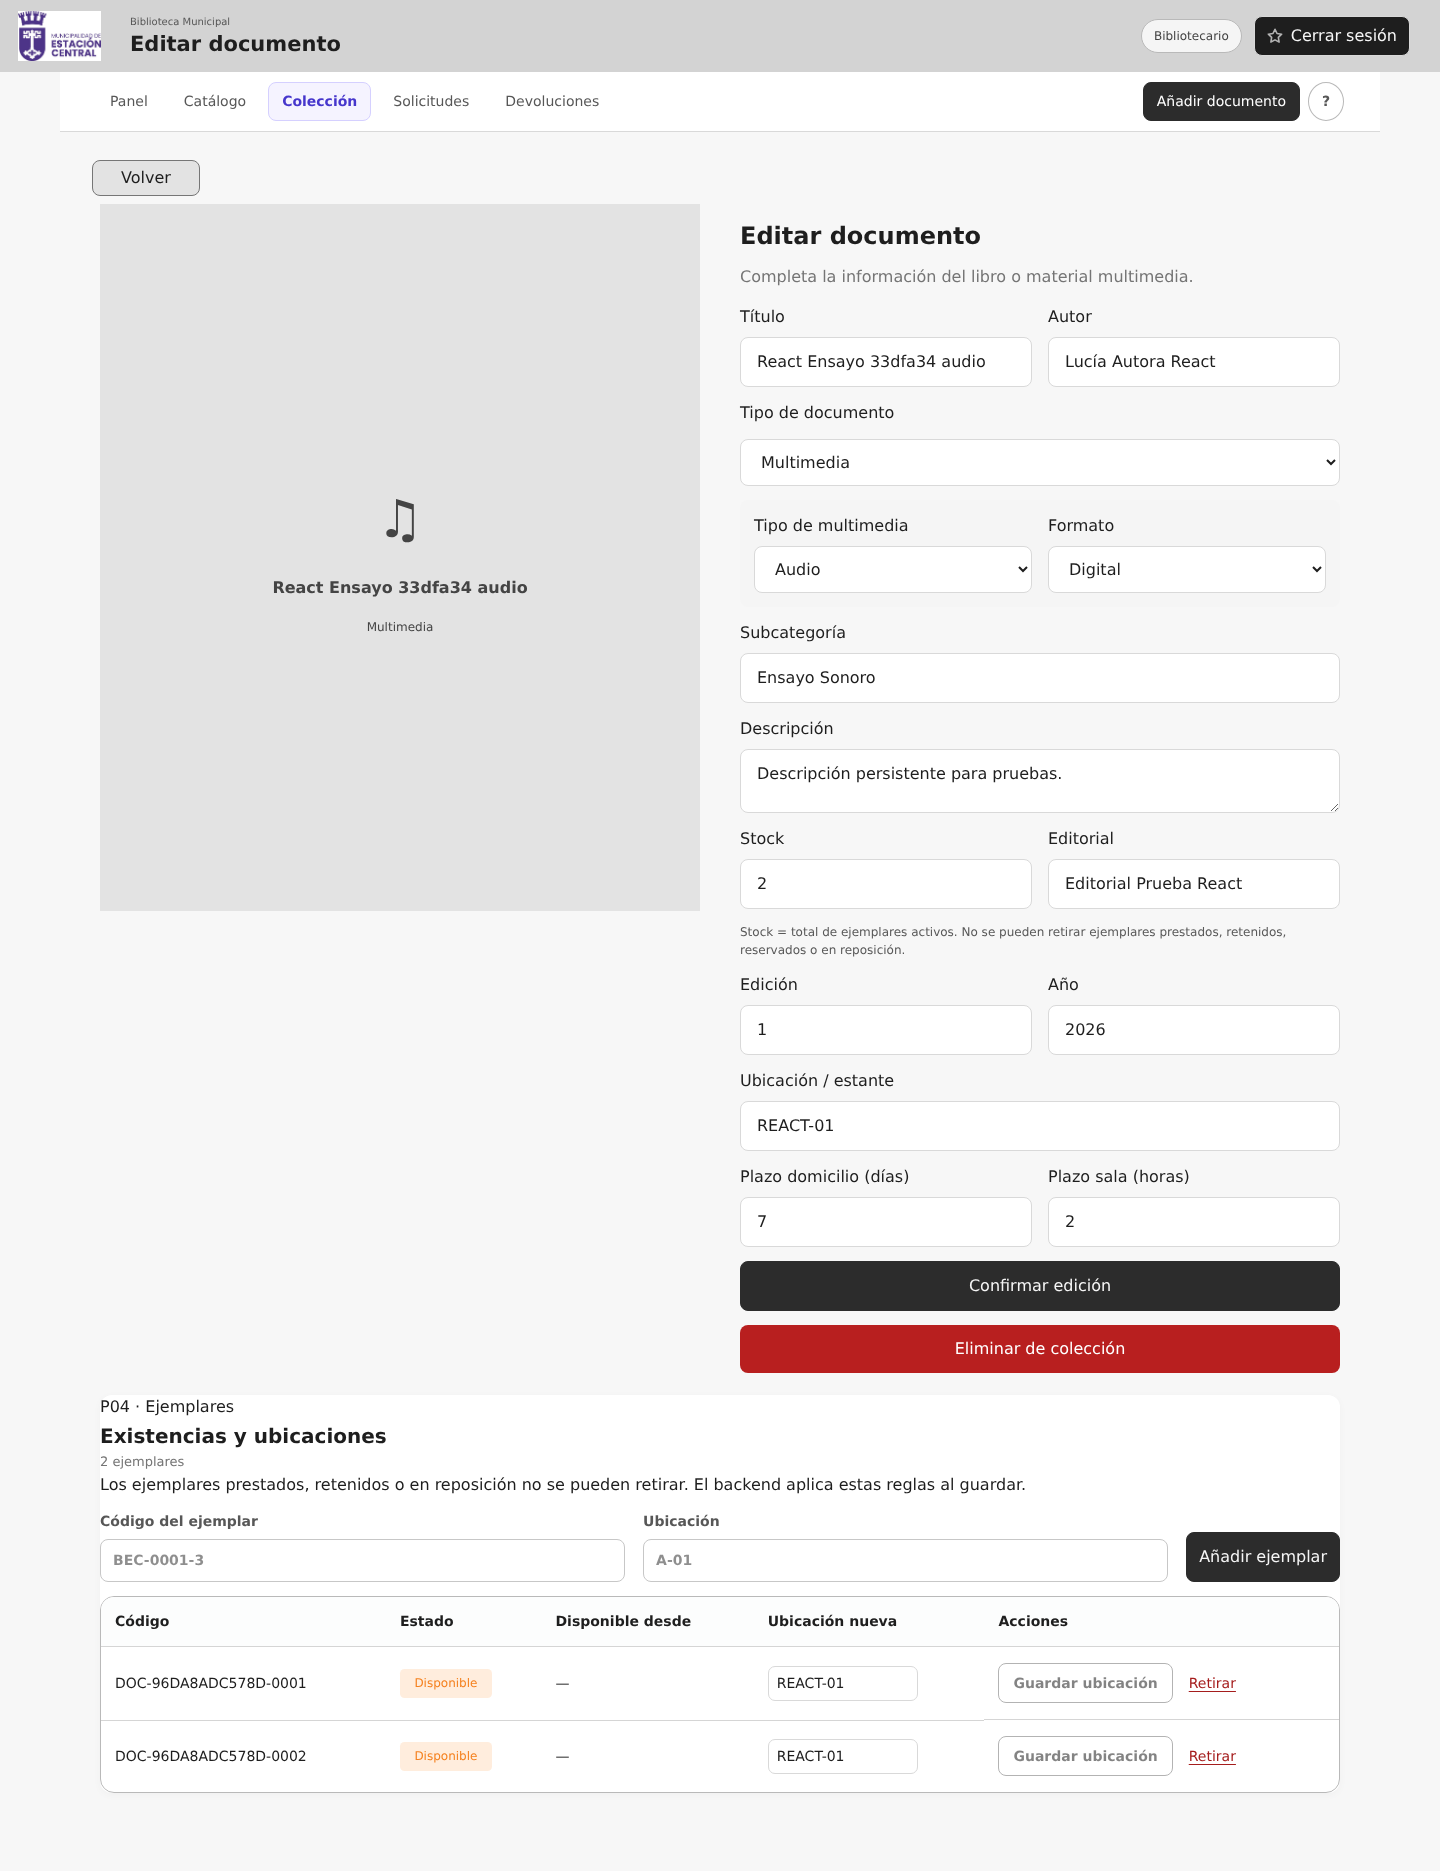 MUNICIPALIDAD DE
ESTACIÓN
CENTRAL
Biblioteca Municipal
Editar documento
Bibliotecario
Cerrar sesión
Panel
Catálogo
Colección
Solicitudes
Devoluciones
Añadir documento
?
Volver
React Ensayo 33dfa34 audio
Multimedia
Editar documento
Completa la información del libro o material multimedia.
Título
Autor
React Ensayo 33dfa34 audio
Lucía Autora React
Tipo de documento
Multimedia
Tipo de multimedia
Formato
Audio
Digital
Subcategoría
Ensayo Sonoro
Descripción
Descripción persistente para pruebas.
Stock
Editorial
2
Editorial Prueba React
Stock = total de ejemplares activos. No se pueden retirar ejemplares prestados, retenidos,
reservados o en reposición.
Edición
Año
1
2026
Ubicación / estante
REACT-01
Plazo domicilio (días)
Plazo sala (horas)
7
2
Confirmar edición
Eliminar de colección
P04 · Ejemplares
Existencias y ubicaciones
2 ejemplares
Los ejemplares prestados, retenidos o en reposición no se pueden retirar. El backend aplica estas reglas al guardar.
Código del ejemplar
Ubicación
BEC-0001-3
A-01
Añadir ejemplar
Código Estado Disponible desde Ubicación nueva Acciones
DOC-96DA8ADC578D-0001 Disponible — REACT-01 Guardar ubicación Retirar
DOC-96DA8ADC578D-0002 Disponible — REACT-01 Guardar ubicación Retirar